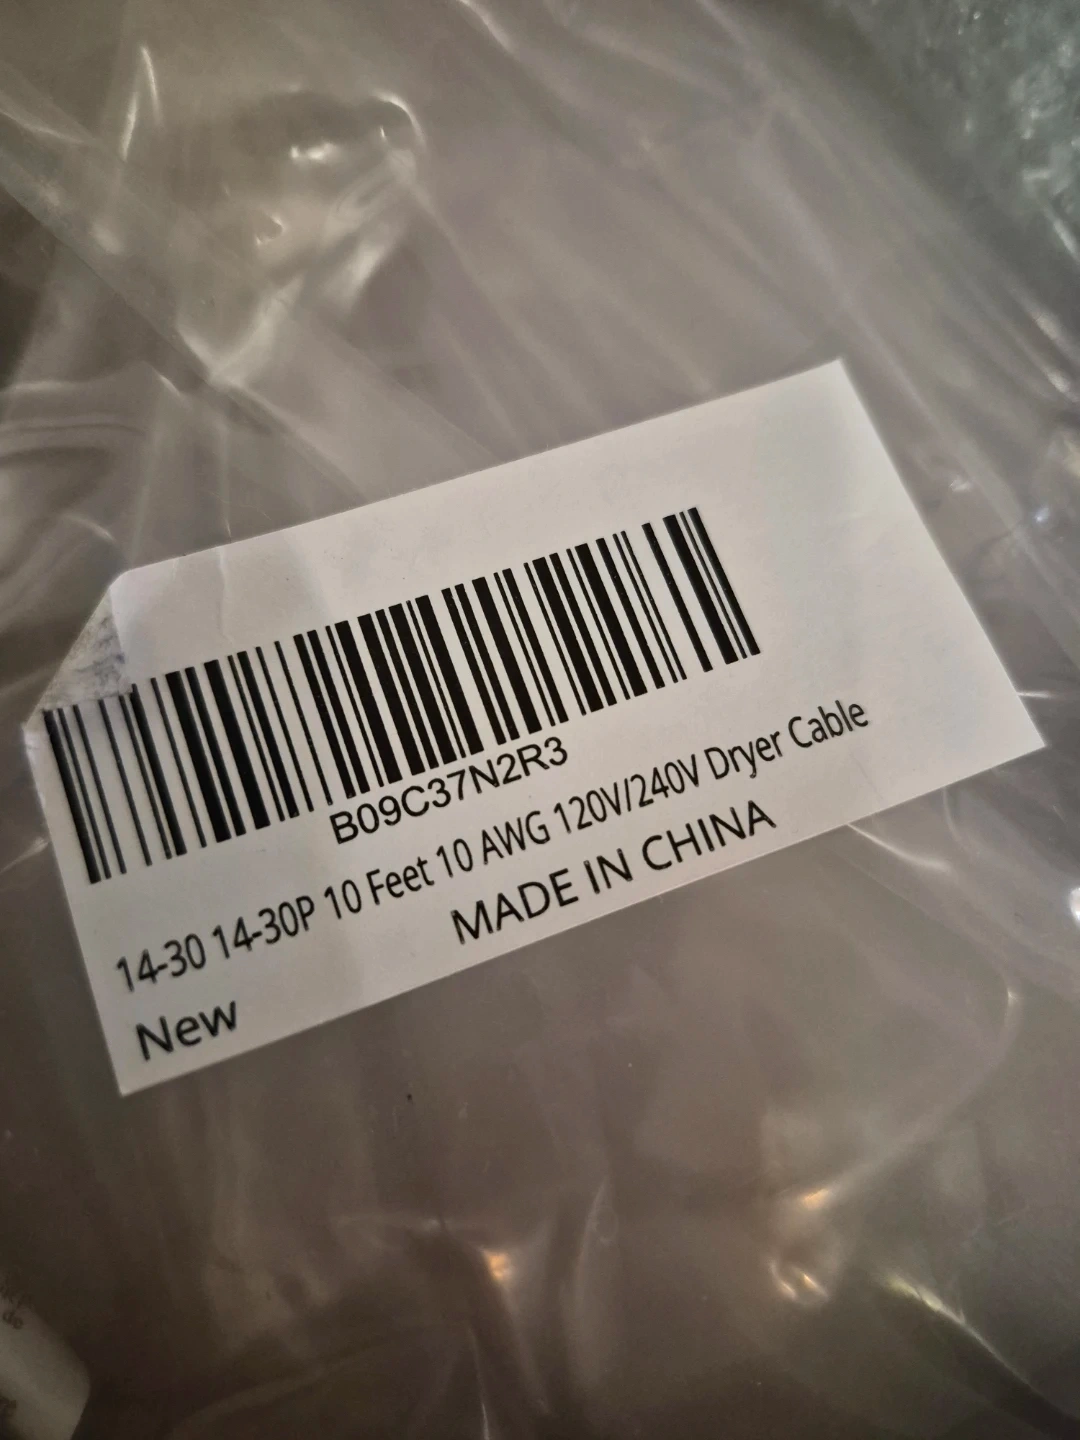 B09C37N2R3
14-30 14-30P 10 Feet 10 AWG 120V/240V Dryer Cable
MADE IN CHINA
New